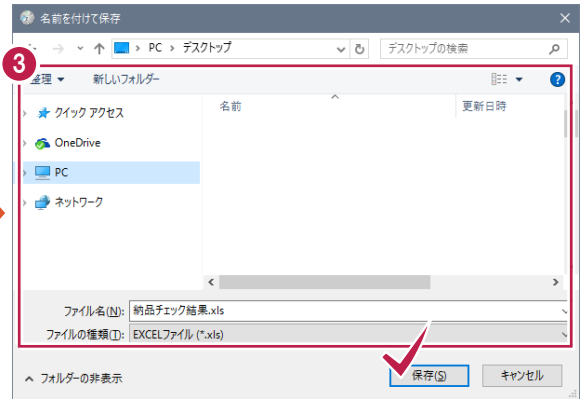 名前を付けて保存
PC › デスクトップ
デスクトップの検索
3
整理 新しいフォルダー
?
名前 更新日時
クイック アクセス
OneDrive
PC
ネットワーク
ファイル名(N): 納品チェック結果.xls
ファイルの種類(T): EXCELファイル (*.xls)
フォルダーの非表示
保存(S) キャンセル